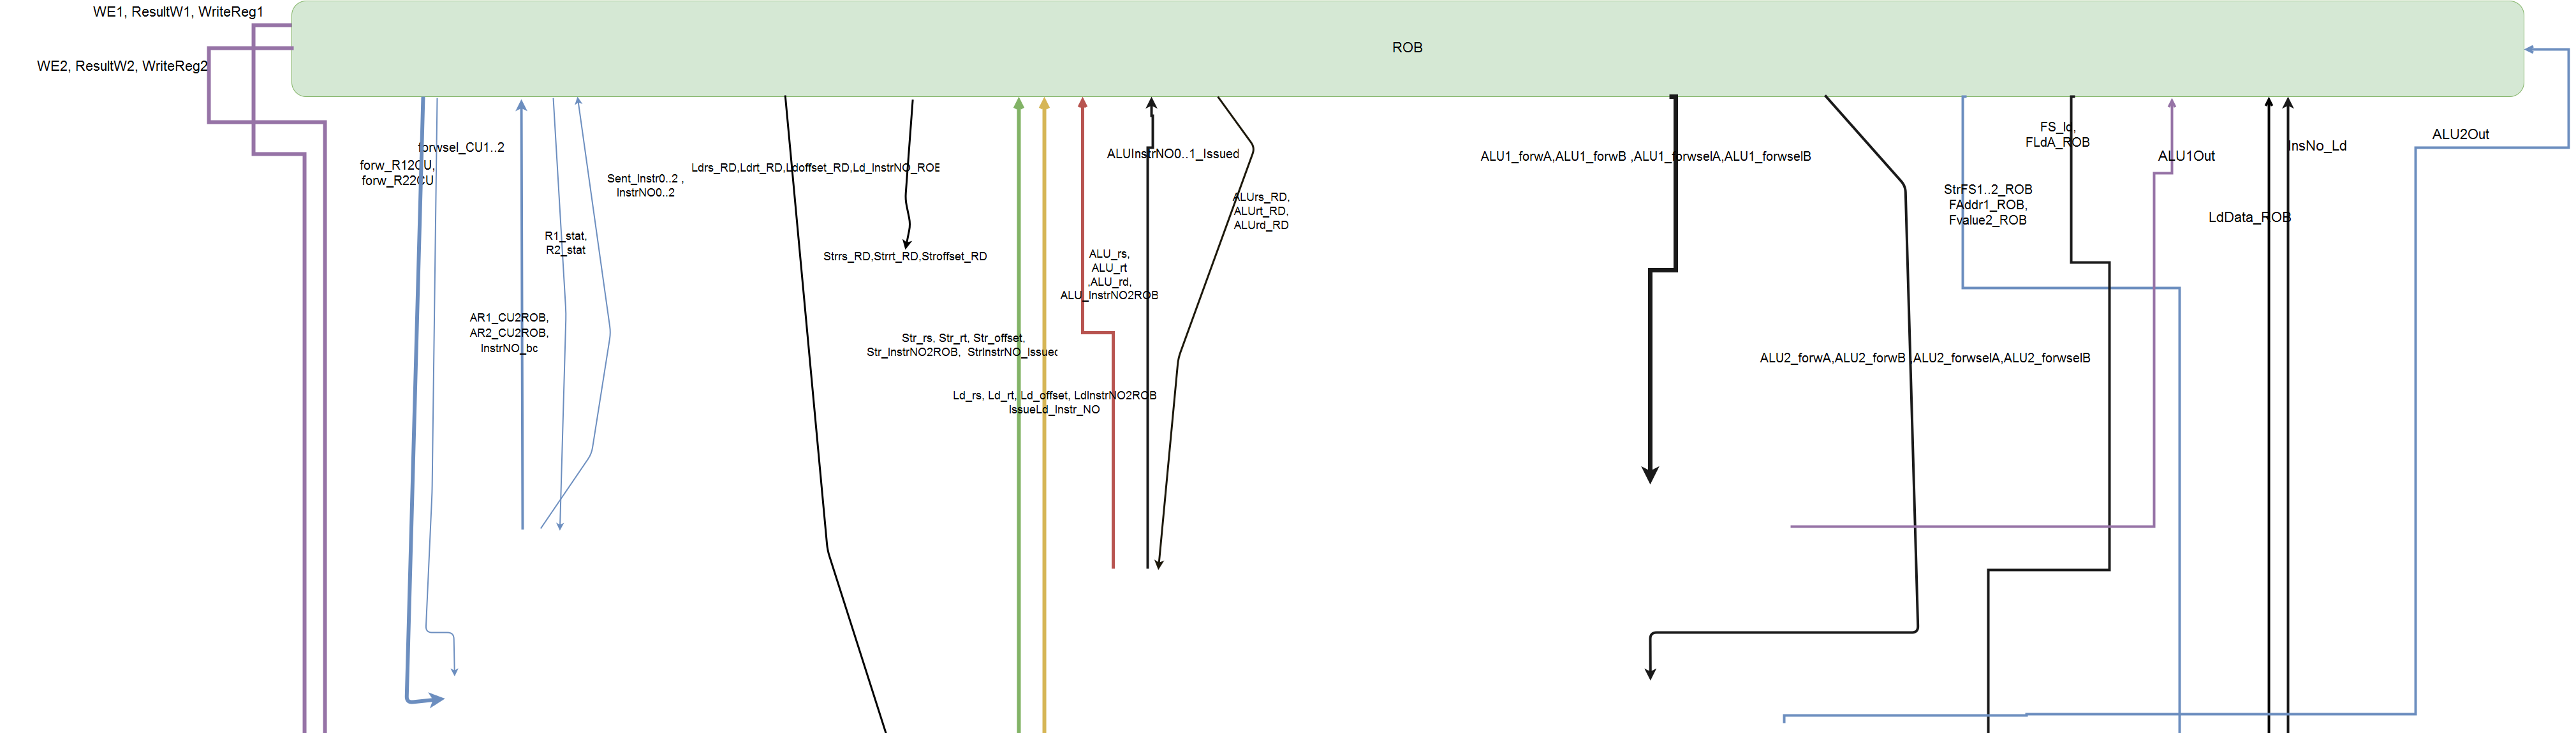 WE1, ResultW1, WriteReg1
ROB
WE2, ResultW2, WriteReg2
forwsel_CU1..2
forw_R12CU,
forw_R22CU
Sent_Instr0..2 ,
InstrNO0..2
R1_stat,
R2_stat
AR1_CU2ROB,
AR2_CU2ROB,
InstrNO_bc
Ldrs_RD,Ldrt_RD,Ldoffset_RD,Ld_InstrNO_ROB
Strrs_RD,Strrt_RD,Stroffset_RD
Str_rs, Str_rt, Str_offset,
Str_InstrNO2ROB, StrInstrNO_Issued
Ld_rs, Ld_rt, Ld_offset, LdInstrNO2ROB
IssueLd_Instr_NO
ALU_rs,
ALU_rt
,ALU_rd,
ALU_InstrNO2ROB
ALUInstrNO0..1_Issued
ALUrs_RD,
ALUrt_RD,
ALUrd_RD
ALU1_forwA,ALU1_forwB ,ALU1_forwselA,ALU1_forwselB
ALU2_forwA,ALU2_forwB ,ALU2_forwselA,ALU2_forwselB
StrFS1..2_ROB
FAddr1_ROB,
Fvalue2_ROB
FS_ld,
FLdA_ROB
ALU1Out
LdData_ROB
InsNo_Ld
ALU2Out